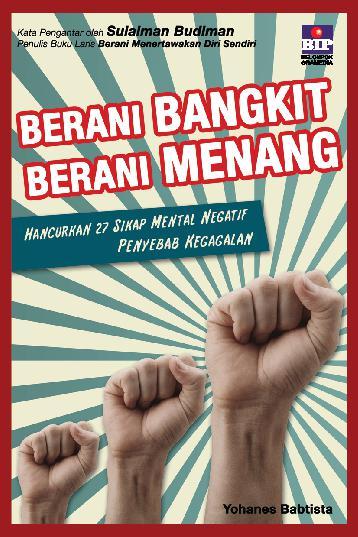 Kata Pengantar oleh Sulaiman Budiman
Penulis Buku Laris Berani Menertawakan Diri Sendiri
BIP
KELOMPOK
GRAMEDIA
BERANI BANGKIT
BERANI MENANG
HANCURKAN 27 SIKAP MENTAL NEGATIF
PENYEBAB KEGAGALAN
Yohanes Babtista